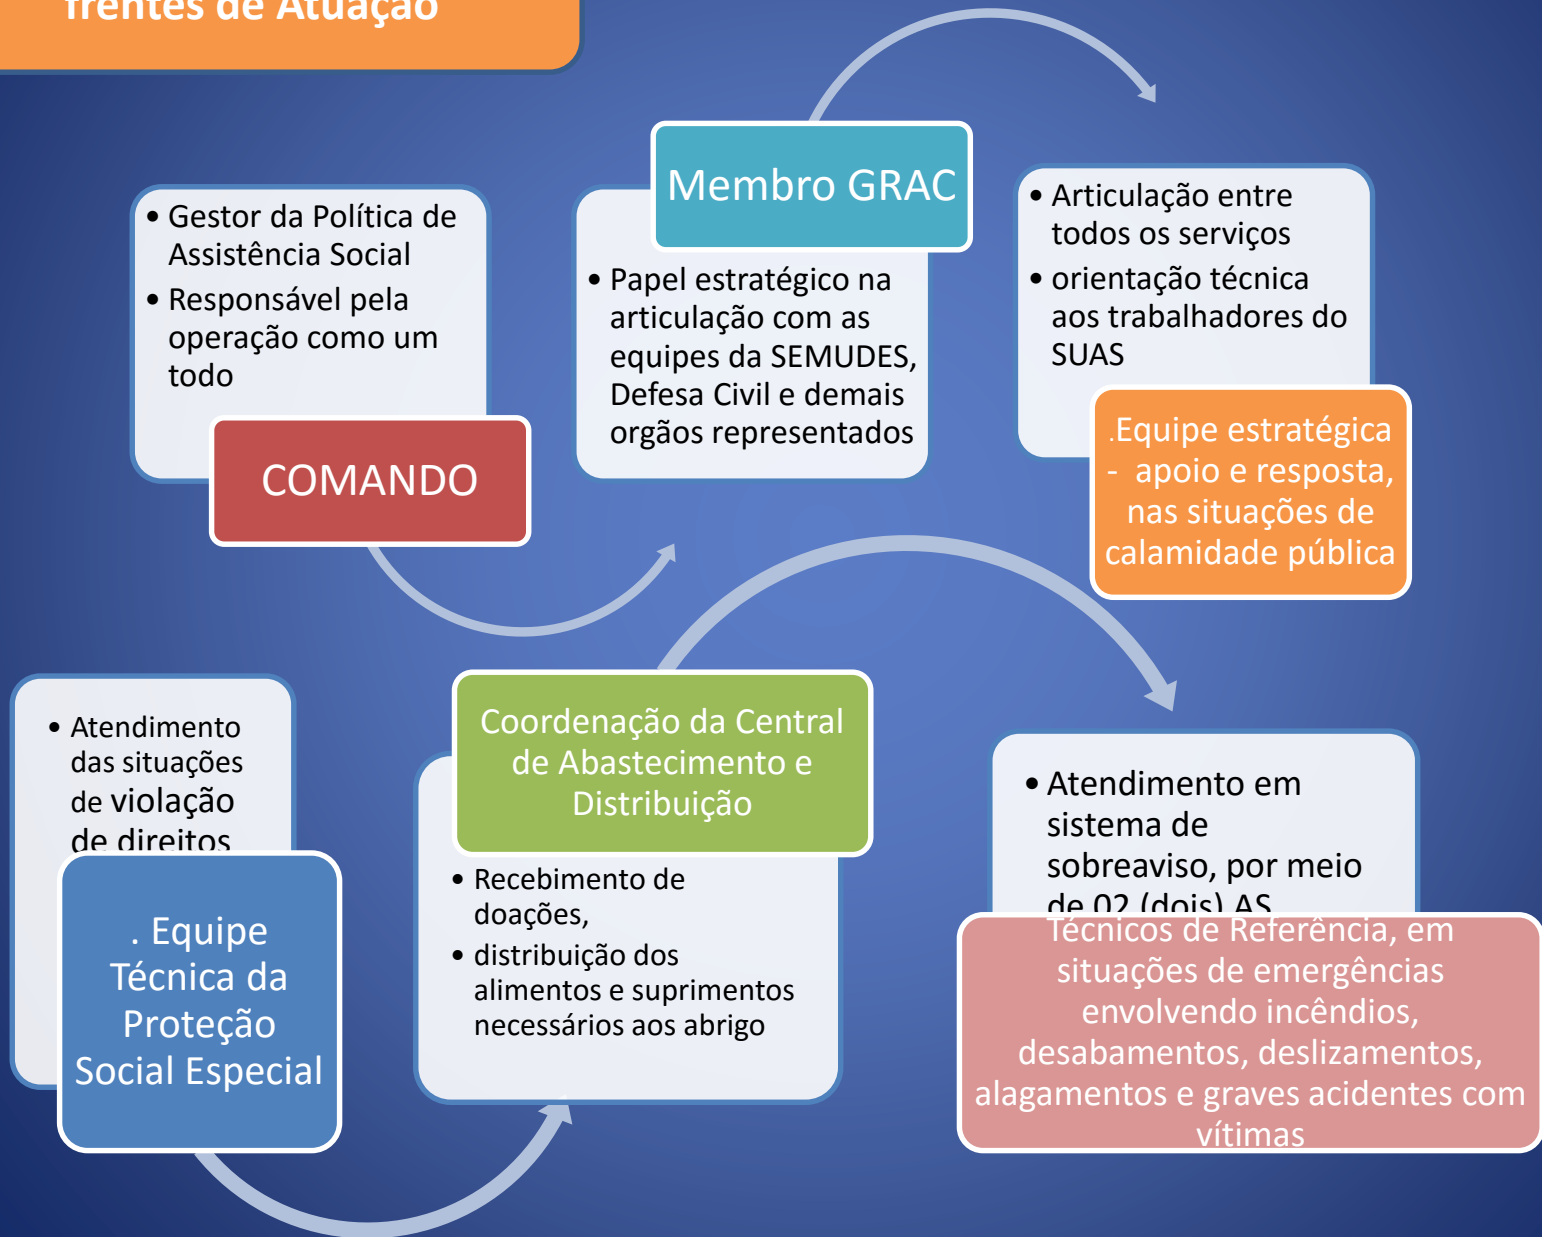 frentes de Atuação
• Gestor da Política de
Assistência Social
• Responsável pela
operação como um
todo
COMANDO
Membro GRAC
• Papel estratégico na
articulação com as
equipes da SEMUDES,
Defesa Civil e demais
orgãos representados
• Articulação entre
todos os serviços
• orientação técnica
aos trabalhadores do
SUAS
.Equipe estratégica
- apoio e resposta,
nas situações de
calamidade pública
• Atendimento
das situações
de violação
de direitos
. Equipe
Técnica da
Proteção
Social Especial
Coordenação da Central
de Abastecimento e
Distribuição
• Recebimento de
doações,
• distribuição dos
alimentos e suprimentos
necessários aos abrigo
• Atendimento em
sistema de
sobreaviso, por meio
de 02 (dois) AS
Técnicos de Referência, em
situações de emergências
envolvendo incêndios,
desabamentos, deslizamentos,
alagamentos e graves acidentes com
vítimas